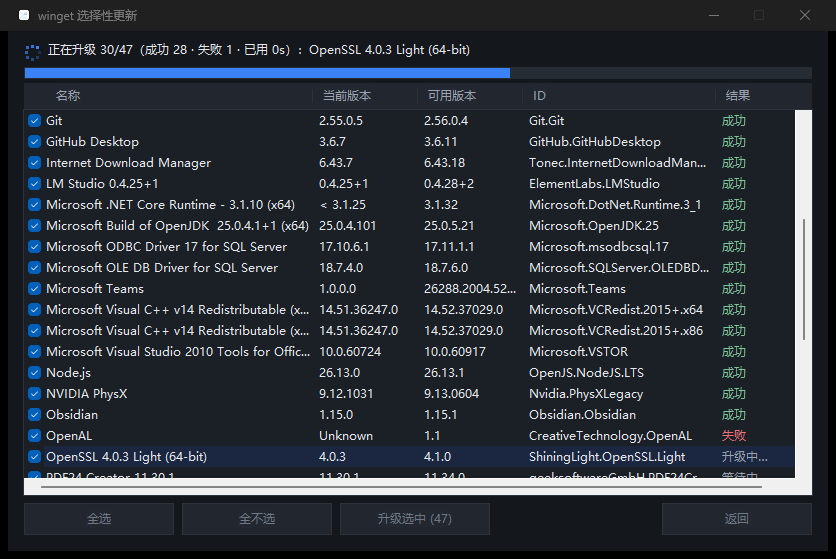 winget 选择性更新
正在升级 30/47（成功 28 · 失败 1 · 已用 0s）：OpenSSL 4.0.3 Light (64-bit)
名称 当前版本 可用版本 ID 结果
Git 2.55.0.5 2.56.0.4 Git.Git 成功
GitHub Desktop 3.6.7 3.6.11 GitHub.GitHubDesktop 成功
Internet Download Manager 6.43.7 6.43.18 Tonec.InternetDownloadMan... 成功
LM Studio 0.4.25+1 0.4.25+1 0.4.28+2 ElementLabs.LMStudio 成功
Microsoft .NET Core Runtime - 3.1.10 (x64) < 3.1.25 3.1.32 Microsoft.DotNet.Runtime.3_1 成功
Microsoft Build of OpenJDK 25.0.4.1+1 (x64) 25.0.4.101 25.0.5.21 Microsoft.OpenJDK.25 成功
Microsoft ODBC Driver 17 for SQL Server 17.10.6.1 17.11.1.1 Microsoft.msodbcsql.17 成功
Microsoft OLE DB Driver for SQL Server 18.7.4.0 18.7.6.0 Microsoft.SQLServer.OLEDBD... 成功
Microsoft Teams 1.0.0.0 26288.2004.52... Microsoft.Teams 成功
Microsoft Visual C++ v14 Redistributable (x... 14.51.36247.0 14.52.37029.0 Microsoft.VCRedist.2015+.x64 成功
Microsoft Visual C++ v14 Redistributable (x... 14.51.36247.0 14.52.37029.0 Microsoft.VCRedist.2015+.x86 成功
Microsoft Visual Studio 2010 Tools for Offic... 10.0.60724 10.0.60917 Microsoft.VSTOR 成功
Node.js 26.13.0 26.13.1 OpenJS.NodeJS.LTS 成功
NVIDIA PhysX 9.12.1031 9.13.0604 Nvidia.PhysXLegacy 成功
Obsidian 1.15.0 1.15.1 Obsidian.Obsidian 成功
OpenAL Unknown 1.1 CreativeTechnology.OpenAL 失败
OpenSSL 4.0.3 Light (64-bit) 4.0.3 4.1.0 ShiningLight.OpenSSL.Light 升级中...
PDF24 Creator 11.30.1 11.30.1 11.34.0 geeksoftwareGmbH.PDF24Cr... 等待中
全选 全不选 升级选中 (47) 返回